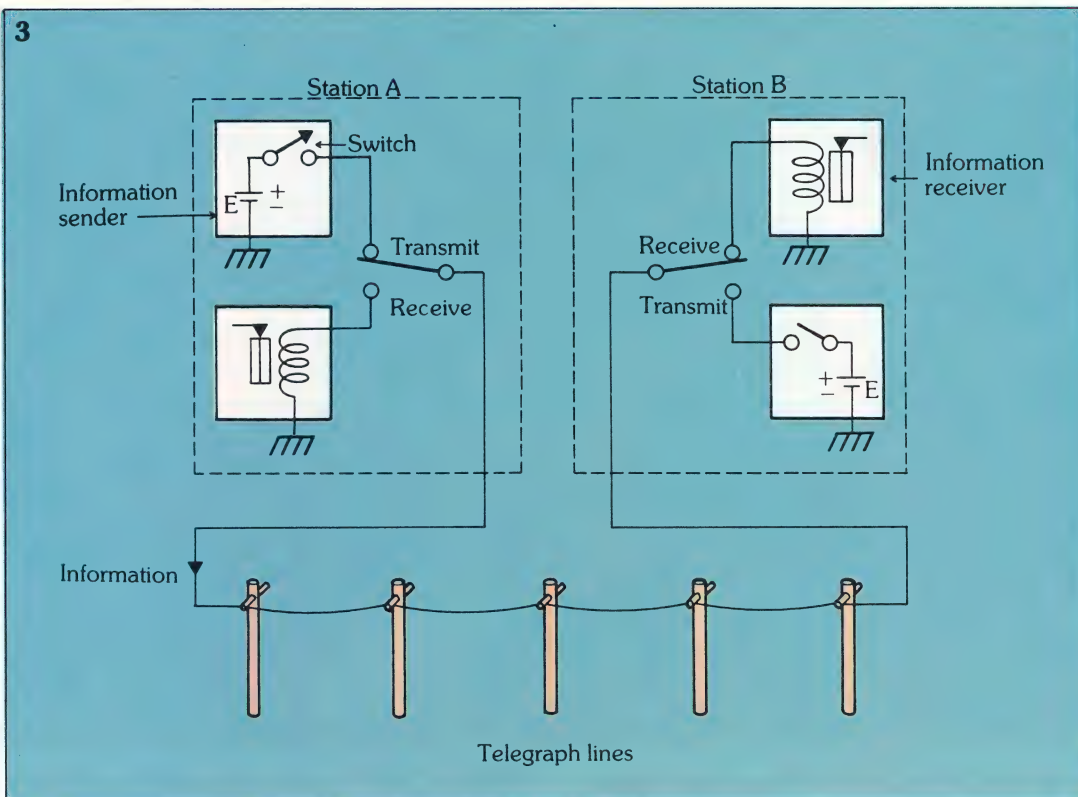 3
Station A
Station B
Switch
Information
sender
E
+
−
Transmit
Receive
Information
receiver
Receive
Transmit
+
−
E
Information
Telegraph lines